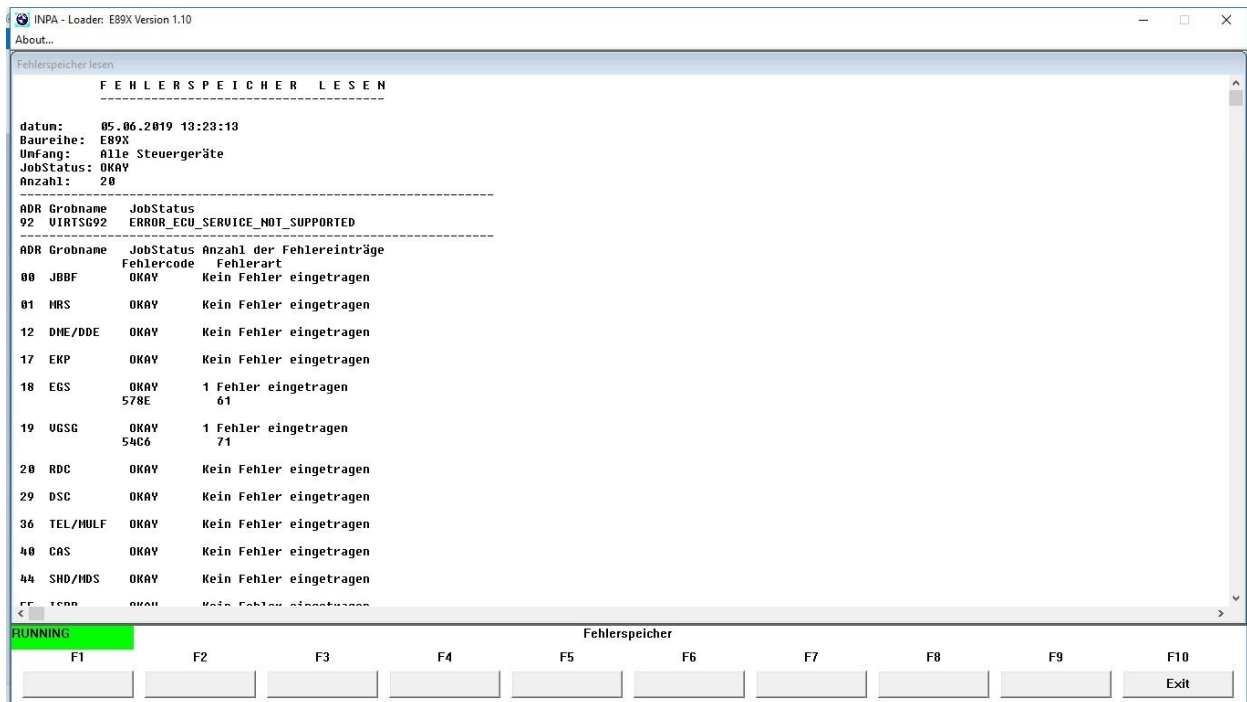 INPA - Loader: E89X Version 1.10
About...
Fehlerspeicher lesen
F E H L E R S P E I C H E R L E S E N
datum: 05.06.2019 13:23:13
Baureihe: E89X
Umfang: Alle Steuergeräte
JobStatus: OKAY
Anzahl: 20
ADR Grobname JobStatus
92 VIRTSG92 ERROR_ECU_SERVICE_NOT_SUPPORTED
ADR Grobname JobStatus Anzahl der Fehlereinträge
Fehlercode Fehlerart
00 JBBF OKAY Kein Fehler eingetragen
01 MRS OKAY Kein Fehler eingetragen
12 DME/DDE OKAY Kein Fehler eingetragen
17 EKP OKAY Kein Fehler eingetragen
18 EGS OKAY 1 Fehler eingetragen
578E 61
19 VGSG OKAY 1 Fehler eingetragen
54C6 71
20 RDC OKAY Kein Fehler eingetragen
29 DSC OKAY Kein Fehler eingetragen
36 TEL/MULF OKAY Kein Fehler eingetragen
40 CAS OKAY Kein Fehler eingetragen
44 SHD/MDS OKAY Kein Fehler eingetragen
OKAY Kein Fehler eingetragen
RUNNING Fehlerspeicher
F1 F2 F3 F4 F5 F6 F7 F8 F9 F10
Exit